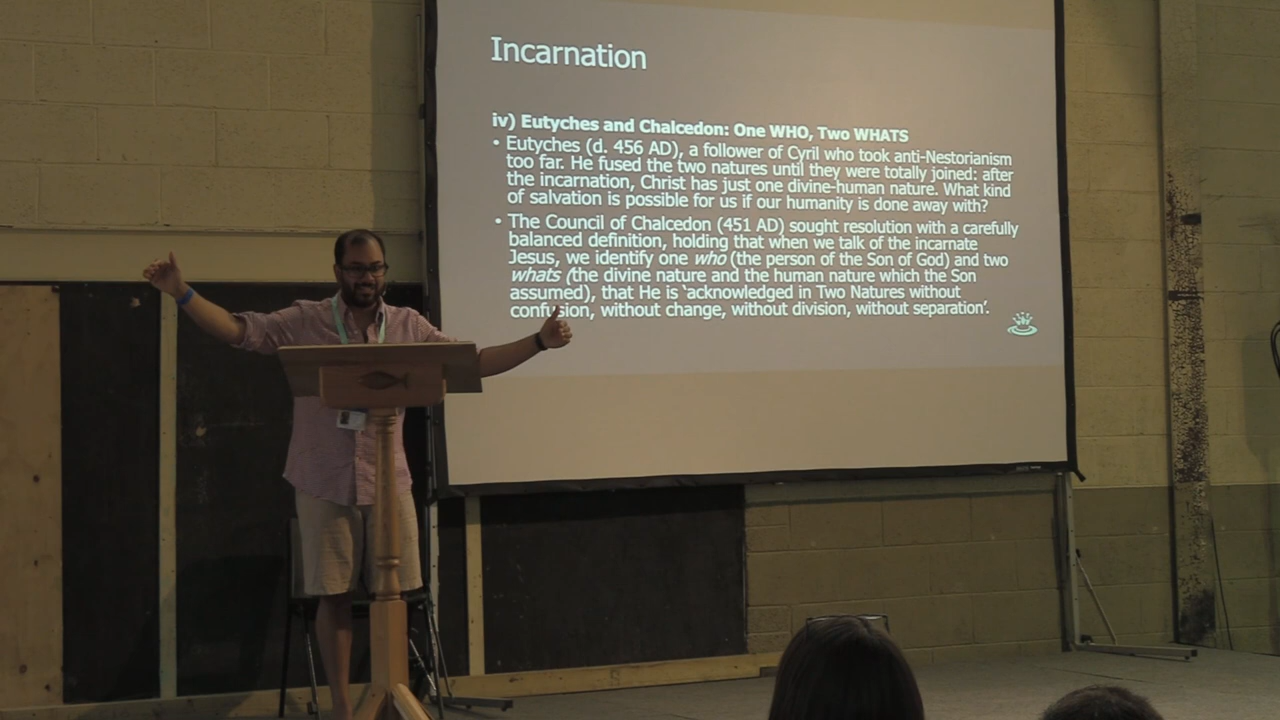 Incarnation
iv) Eutyches and Chalcedon: One WHO, Two WHATS
• Eutyches (d. 456 AD), a follower of Cyril who took anti-Nestorianism
too far. He fused the two natures until they were totally joined: after
the incarnation, Christ has just one divine-human nature. What kind
of salvation is possible for us if our humanity is done away with?
• The Council of Chalcedon (451 AD) sought resolution with a carefully
balanced definition, holding that when we talk of the incarnate
Jesus, we identify one who (the person of the Son of God) and two
whats (the divine nature and the human nature which the Son
assumed), that He is ‘acknowledged in Two Natures without
confusion, without change, without division, without separation’.